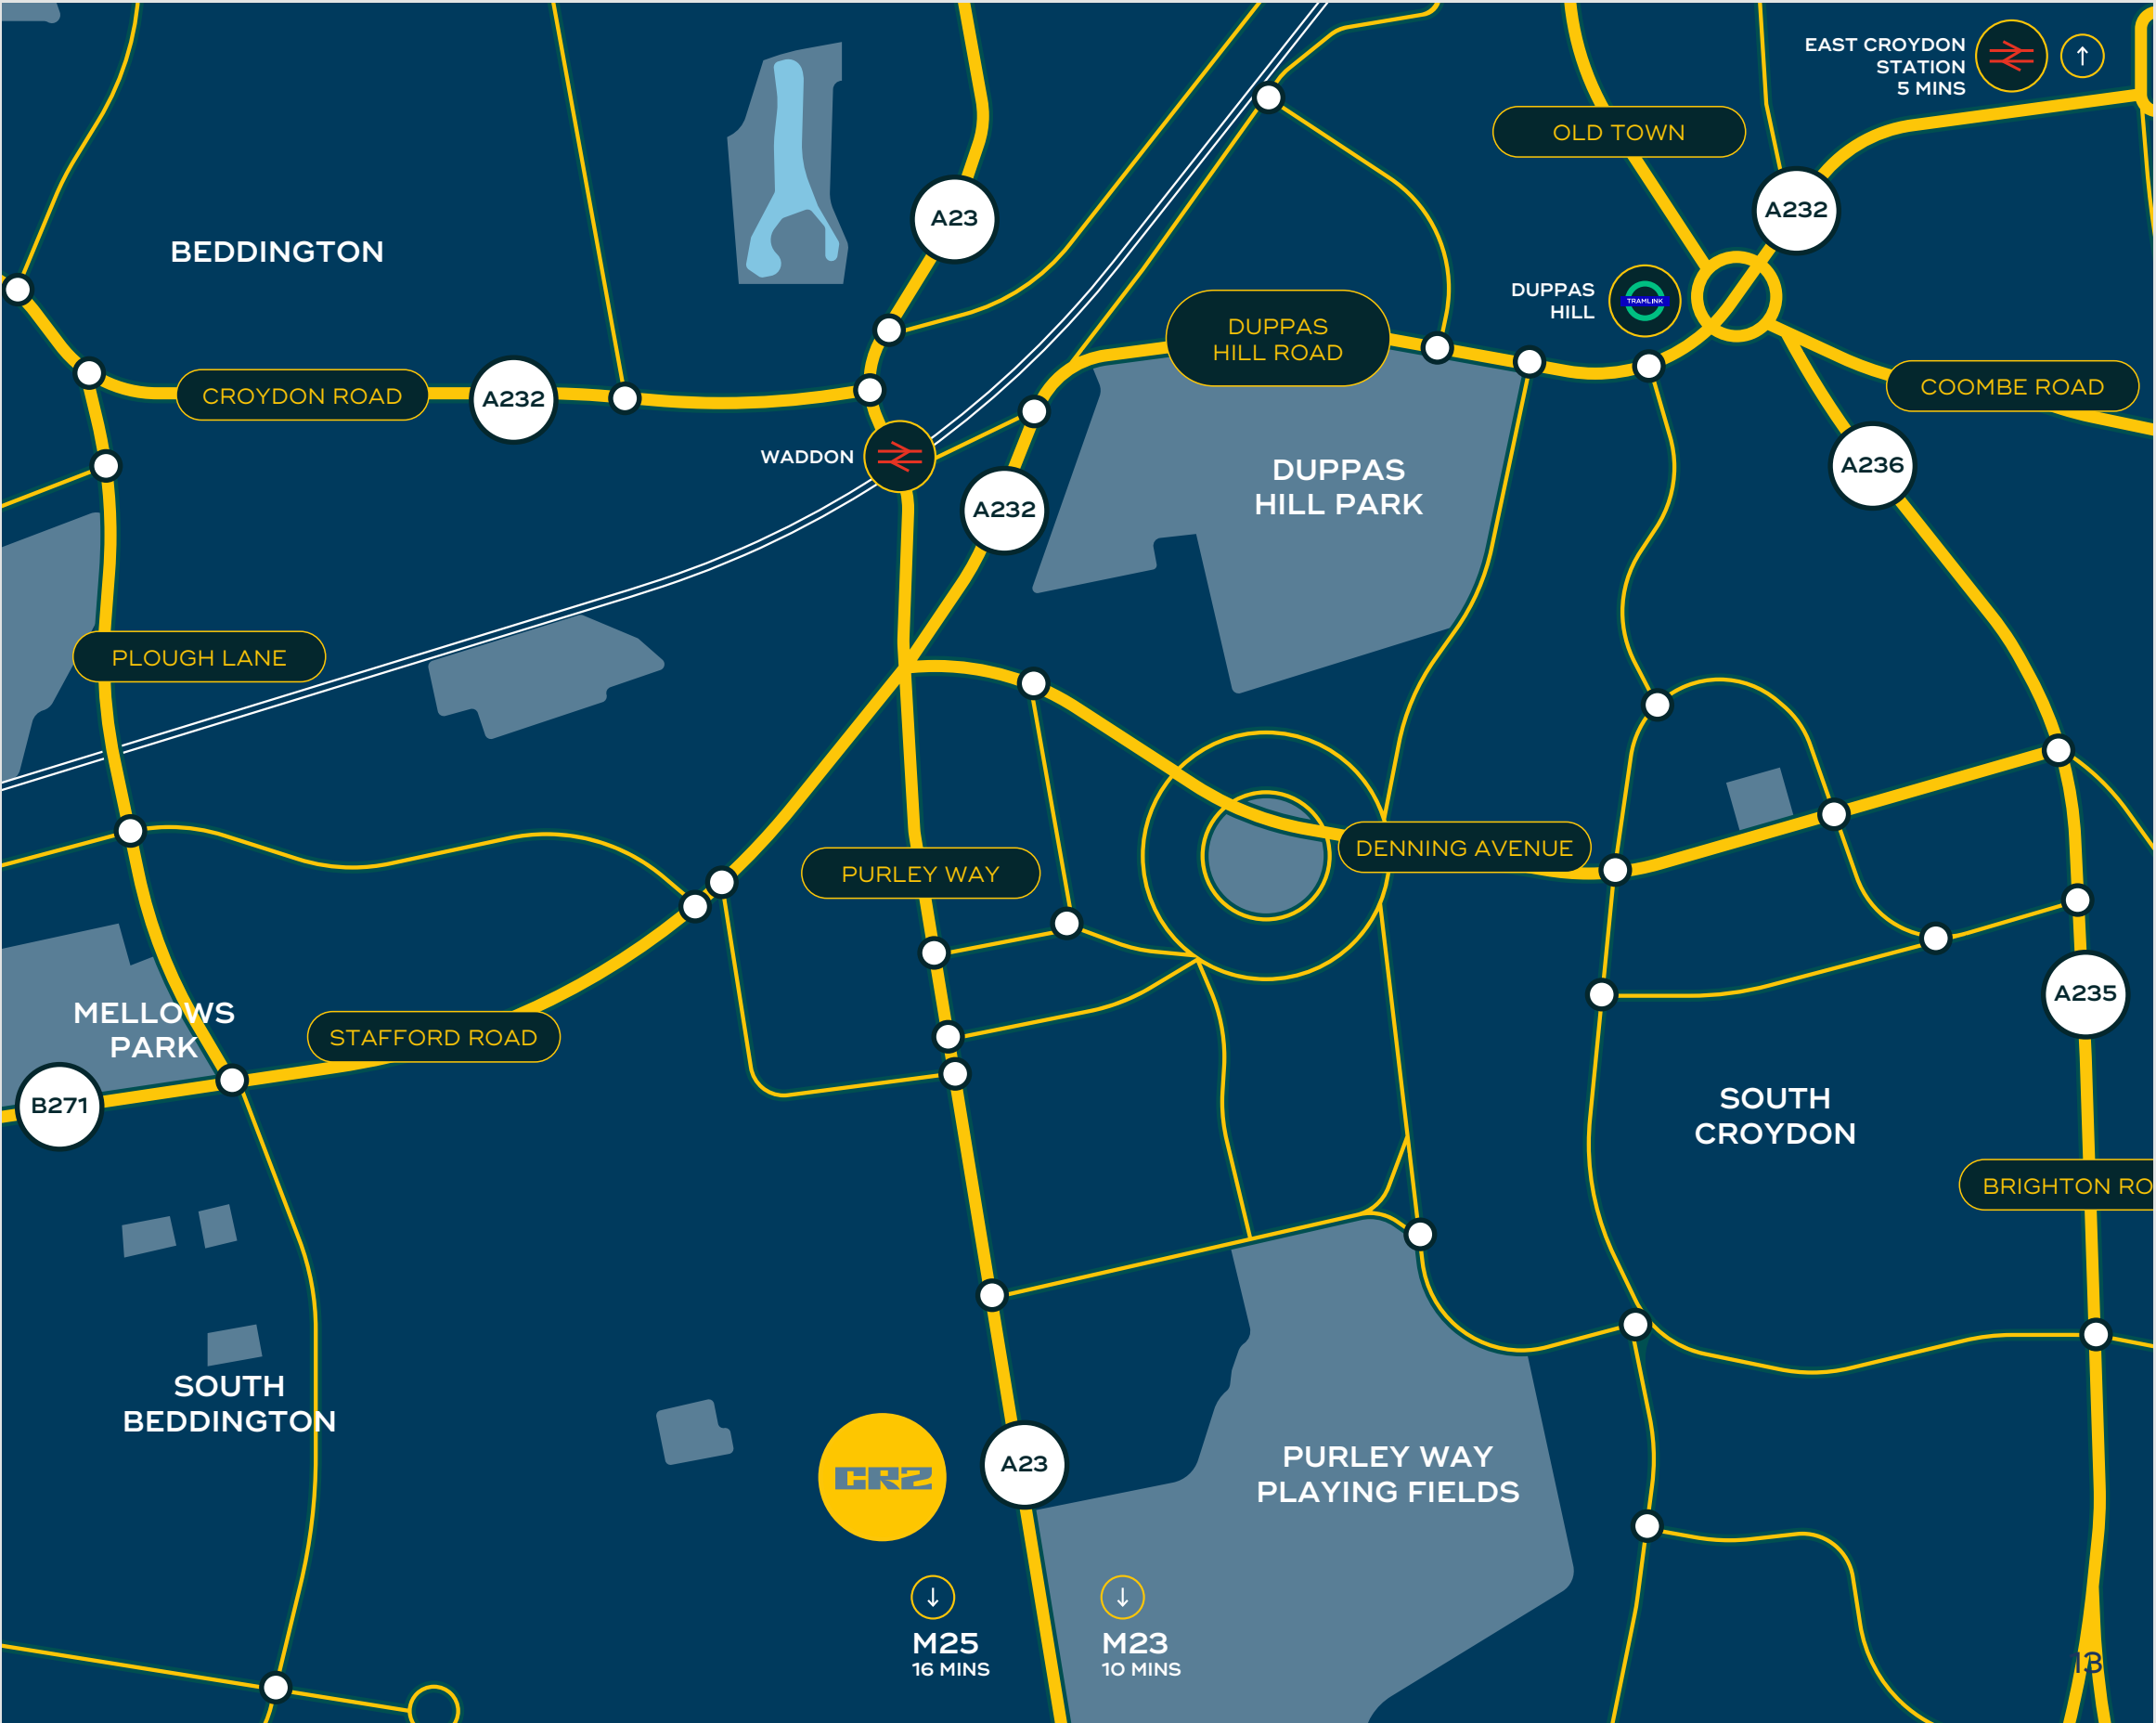 EAST CROYDON
STATION
5 MINS
OLD TOWN
A232
A23
BEDDINGTON
DUPPAS
HILL
TRAMLINK
DUPPAS
HILL ROAD
COOMBE ROAD
CROYDON ROAD
A232
WADDON
A232
DUPPAS
HILL PARK
A236
PLOUGH LANE
DENNING AVENUE
PURLEY WAY
MELLOWS
PARK
STAFFORD ROAD
A235
B271
SOUTH
CROYDON
BRIGHTON RO
SOUTH
BEDDINGTON
CR2
A23
PURLEY WAY
PLAYING FIELDS
M25
16 MINS
M23
10 MINS
13